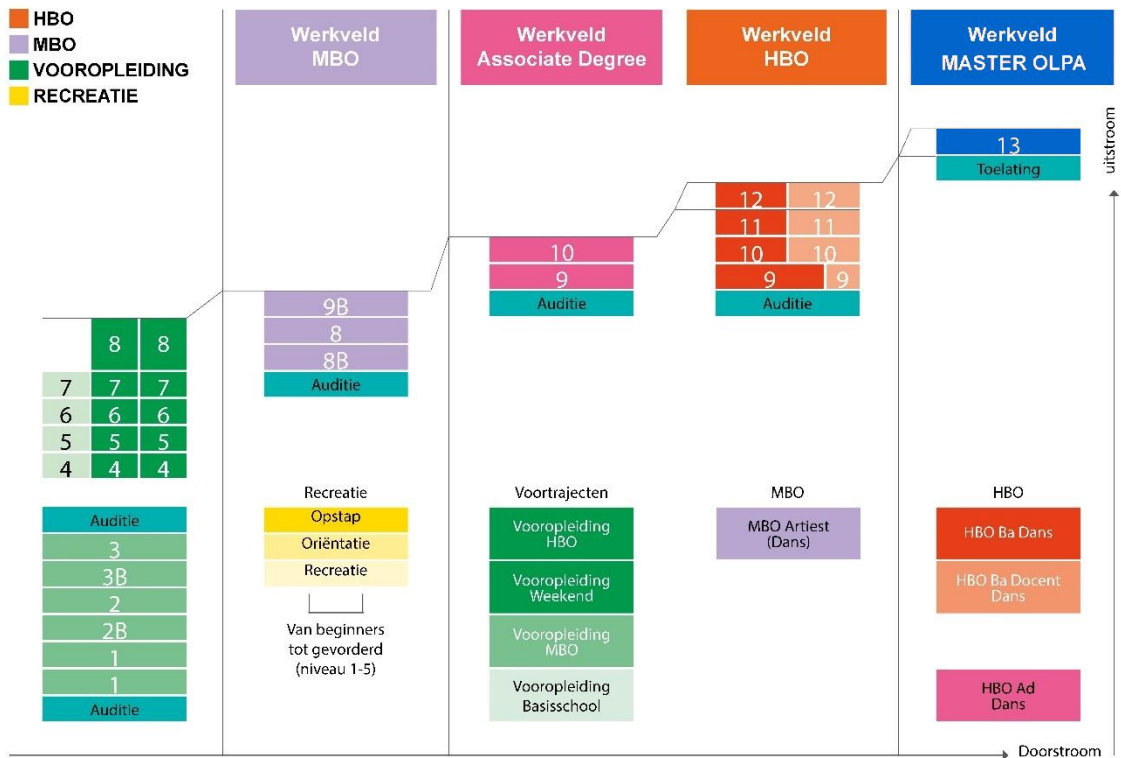 HBO
MBO
VOOROPLEIDING
RECREATIE
Werkveld
MBO
Werkveld
Associate Degree
Werkveld
HBO
Werkveld
MASTER OLPA
uitstroom
13
Toelating
12 12
11 11
10 10
9 9
Auditie
10
9
Auditie
9B
8
8B
Auditie
8 8
7 7 7
6 6 6
5 5 5
4 4 4
Auditie
3
3B
2
2B
1
1
Auditie
Recreatie
Opstap
Oriëntatie
Recreatie
Van beginners
tot gevorderd
(niveau 1-5)
Voortrajecten
Vooropleiding
HBO
Vooropleiding
Weekend
Vooropleiding
MBO
Vooropleiding
Basisschool
MBO
MBO Artiest
(Dans)
HBO
HBO Ba Dans
HBO Ba Docent
Dans
HBO Ad
Dans
Doorstroom